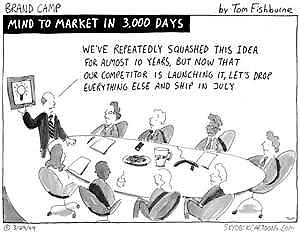 BRAND CAMP
by Tom Fishburne
MIND TO MARKET IN 3,000 DAYS
WE'VE REPEATEDLY SQUASHED THIS IDEA
FOR ALMOST 10 YEARS, BUT NOW THAT
OUR COMPETITOR IS LAUNCHING IT, LET'S DROP
EVERYTHING ELSE AND SHIP IN JULY
SKYDECKCARTOONS.COM